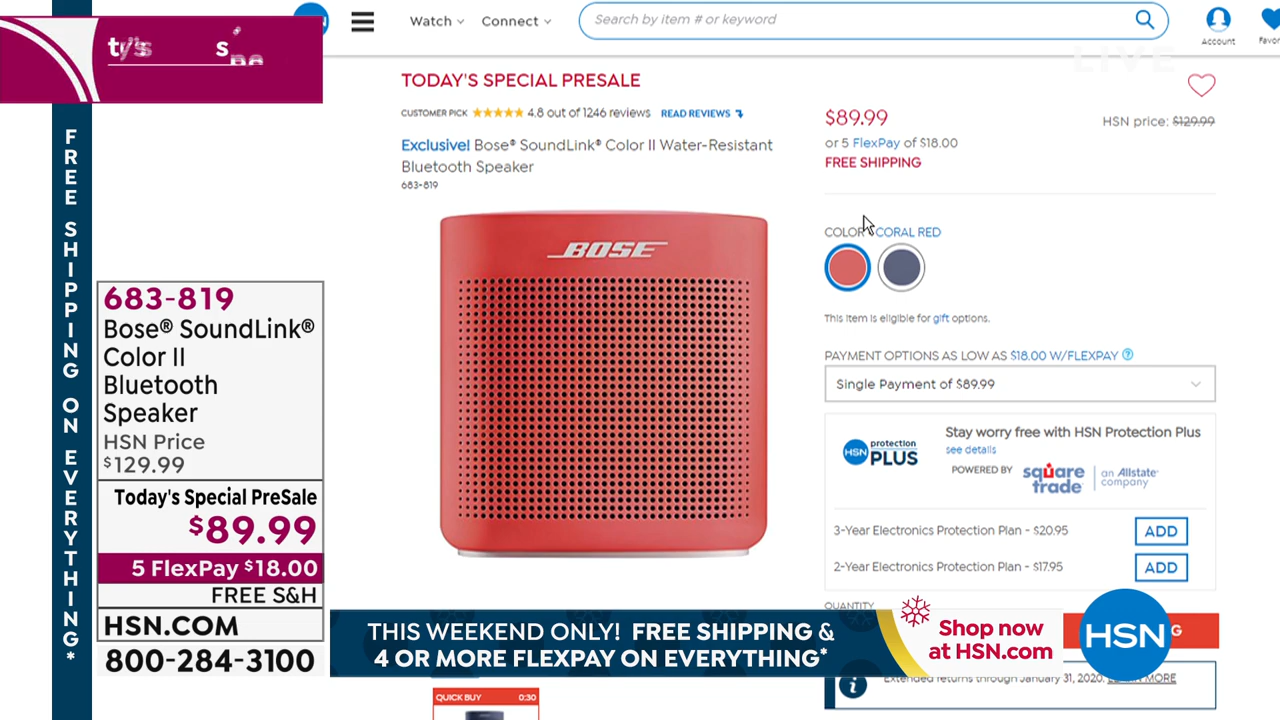 Watch
Connect
Search by item # or keyword
Account
LIVE
TODAY'S SPECIAL PRESALE
CUSTOMER PICK
4.8 out of 1246 reviews
READ REVIEWS
Exclusive! Bose® SoundLink® Color II Water-Resistant
Bluetooth Speaker
683-819
BOSE
$89.99
HSN price: $129.99
or 5 FlexPay of $18.00
FREE SHIPPING
CORAL RED
This item is eligible for gift options.
PAYMENT OPTIONS AS LOW AS $18.00 W/FLEXPAY
Single Payment of $89.99
HSN protection
PLUS
Stay worry free with HSN Protection Plus
see details
POWERED BY
square
trade
an Allstate
company
3-Year Electronics Protection Plan - $20.95
ADD
2-Year Electronics Protection Plan - $17.95
ADD
QUANTITY
FREE SHIPPING ON EVERYTHING*
683-819
Bose® SoundLink®
Color II
Bluetooth
Speaker
HSN Price
$129.99
Today's Special PreSale
$89.99
5 FlexPay $18.00
FREE S&H
HSN.COM
800-284-3100
THIS WEEKEND ONLY! FREE SHIPPING &
4 OR MORE FLEXPAY ON EVERYTHING*
Shop now
at HSN.com
HSN
Extended returns through January 31, 2020. LEARN MORE
QUICK BUY 0:30